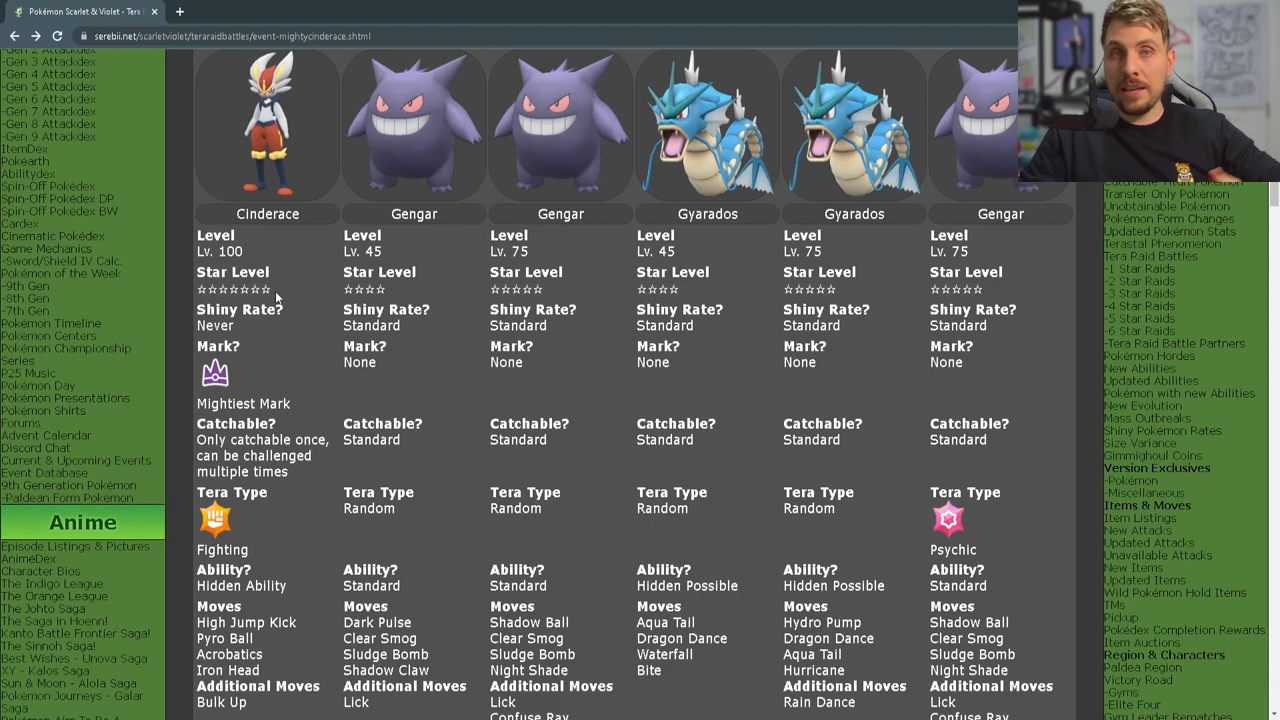 Pokémon Scarlet & Violet - Tera
serebii.net/scarletviolet/teraraidbattles/event-mightycinderace.shtml
-Gen 2 Attackdex
-Gen 3 Attackdex
-Gen 4 Attackdex
-Gen 5 Attackdex
-Gen 6 Attackdex
-Gen 7 Attackdex
-Gen 8 Attackdex
-Gen 9 Attackdex
ItemDex
Pokéarth
Abilitydex
Spin-Off Pokédex
Spin-Off Pokédex DP
Spin-Off Pokédex BW
Cardex
Cinematic Pokédex
Game Mechanics
-Sword/Shield IV Calc.
Pokémon of the Week
-9th Gen
-8th Gen
-7th Gen
Pokémon Timeline
Pokémon Centers
Pokémon Championship
Series
P25 Music
Pokémon Day
Pokémon Presentations
Pokémon Shirts
Forums
Advent Calendar
Discord Chat
Current & Upcoming Events
Event Database
9th Generation Pokémon
-Paldean Form Pokémon
Anime
Episode Listings & Pictures
AniméDex
Character Bios
The Indigo League
The Orange League
The Johto Saga
The Saga in Hoenn!
Kanto Battle Frontier Saga!
The Sinnoh Saga!
Best Wishes - Unova Saga
XY - Kalos Saga
Sun & Moon - Alola Saga
Pokémon Journeys - Galar
Saga
Cinderace
Level
Lv. 100
Star Level
☆☆☆☆☆☆☆
Shiny Rate?
Never
Mark?
Mightiest Mark
Catchable?
Only catchable once,
can be challenged
multiple times
Tera Type
Fighting
Ability?
Hidden Ability
Moves
High Jump Kick
Pyro Ball
Acrobatics
Iron Head
Additional Moves
Bulk Up
Gengar
Level
Lv. 45
Star Level
☆☆☆☆
Shiny Rate?
Standard
Mark?
None
Catchable?
Standard
Tera Type
Random
Ability?
Standard
Moves
Dark Pulse
Clear Smog
Sludge Bomb
Shadow Claw
Additional Moves
Lick
Gengar
Level
Lv. 75
Star Level
☆☆☆☆☆
Shiny Rate?
Standard
Mark?
None
Catchable?
Standard
Tera Type
Random
Ability?
Standard
Moves
Shadow Ball
Clear Smog
Sludge Bomb
Night Shade
Additional Moves
Lick
Confuse Ray
Gyarados
Level
Lv. 45
Star Level
☆☆☆☆
Shiny Rate?
Standard
Mark?
None
Catchable?
Standard
Tera Type
Random
Ability?
Hidden Possible
Moves
Aqua Tail
Dragon Dance
Waterfall
Bite
Gyarados
Level
Lv. 75
Star Level
☆☆☆☆☆
Shiny Rate?
Standard
Mark?
None
Catchable?
Standard
Tera Type
Random
Ability?
Hidden Possible
Moves
Hydro Pump
Dragon Dance
Aqua Tail
Hurricane
Additional Moves
Rain Dance
Gengar
Level
Lv. 75
Star Level
☆☆☆☆☆
Shiny Rate?
Standard
Mark?
None
Catchable?
Standard
Tera Type
Psychic
Ability?
Standard
Moves
Shadow Ball
Clear Smog
Sludge Bomb
Night Shade
Additional Moves
Lick
Catchable Titan Pokémon
Transfer Only Pokémon
Unobtainable Pokémon
Pokémon Form Changes
Updated Pokémon Stats
Terastal Phenomenon
Tera Raid Battles
-1 Star Raids
-2 Star Raids
-3 Star Raids
-4 Star Raids
-5 Star Raids
-6 Star Raids
-Tera Raid Battle Partners
Pokémon Hordes
New Abilities
Updated Abilities
Pokémon with new Abilities
New Evolution
Mass Outbreaks
Shiny Pokémon Rates
Size Variance
Gimmighoul Coins
Version Exclusives
-Pokémon
-Miscellaneous
Items & Moves
Item Listings
New Attacks
Updated Attacks
Unavailable Attacks
New Items
Updated Items
Wild Pokémon Hold Items
TMs
Pickup
Pokédex Completion Rewards
Item Auctions
Region & Characters
Paldea Region
Victory Road
-Gyms
-Elite Four
Gym Leader Rematches